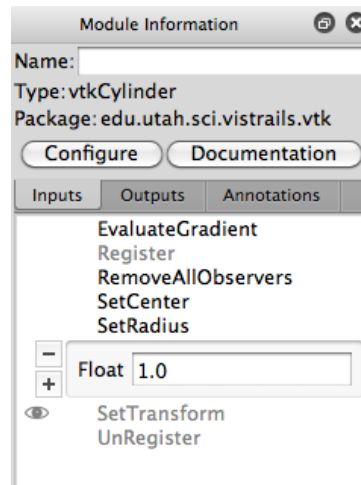 Module Information
Name:
Type: vtkCylinder
Package: edu.utah.sci.vistrails.vtk
Configure Documentation
Inputs Outputs Annotations
EvaluateGradient
Register
RemoveAllObservers
SetCenter
SetRadius
Float 1.0
SetTransform
UnRegister